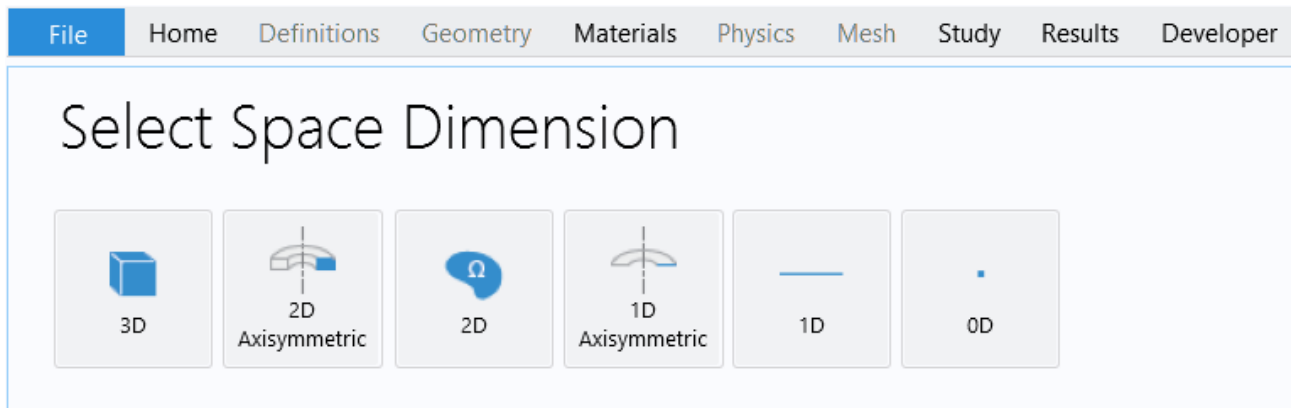 File Home Definitions Geometry Materials Physics Mesh Study Results Developer
Select Space Dimension
Ω
3D
2D
Axisymmetric
2D
1D
Axisymmetric
1D
0D